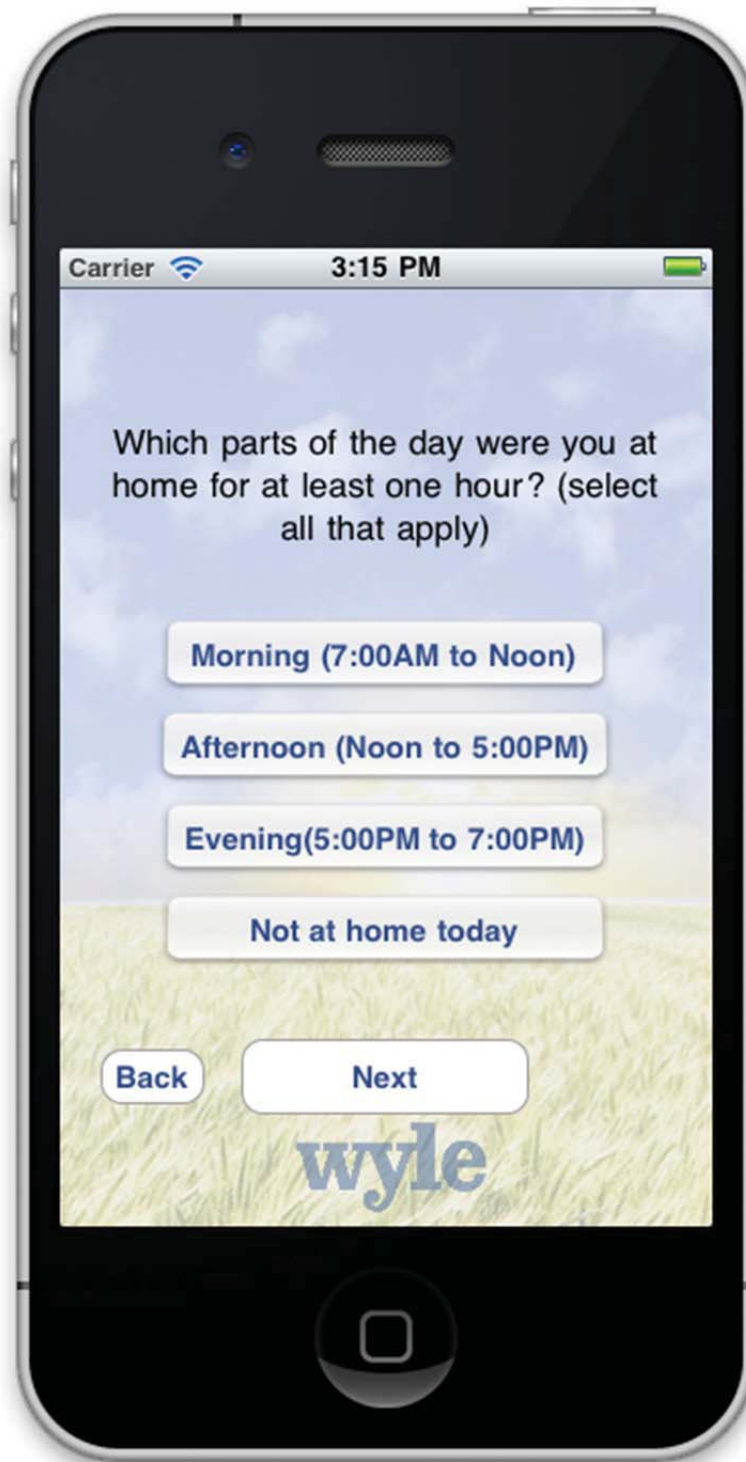 Carrier 3:15 PM
Which parts of the day were you at
home for at least one hour? (select
all that apply)
Morning (7:00AM to Noon)
Afternoon (Noon to 5:00PM)
Evening(5:00PM to 7:00PM)
Not at home today
Back Next
wyle